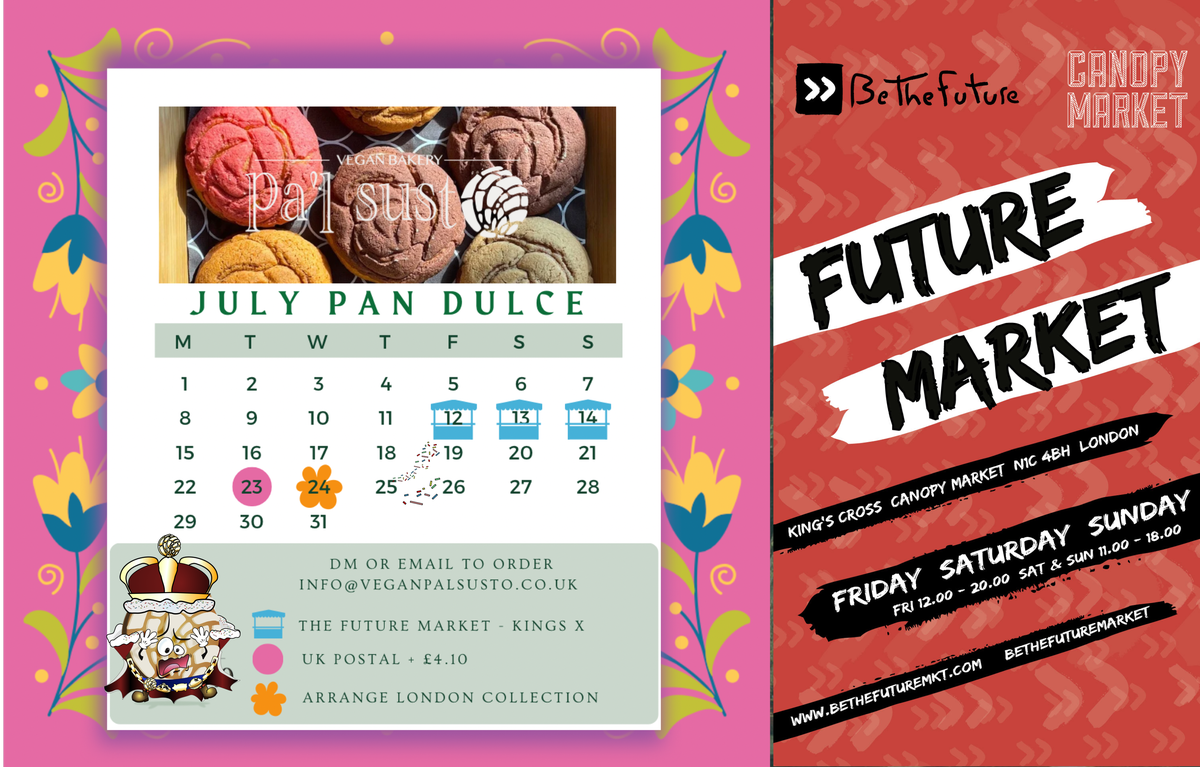 VEGAN BAKERY
Pa'l susto
JULY PAN DULCE
M T W T F S S
1 2 3 4 5 6 7
8 9 10 11 12 13 14
15 16 17 18 19 20 21
22 23 24 25 26 27 28
29 30 31
DM OR EMAIL TO ORDER
INFO@VEGANPALSUSTO.CO.UK
THE FUTURE MARKET - KINGS X
UK POSTAL + £4.10
ARRANGE LONDON COLLECTION
BeTheFuture
CANOPY
MARKET
FUTURE
MARKET
KING'S CROSS CANOPY MARKET N1C 4BH LONDON
FRIDAY SATURDAY SUNDAY
FRI 12.00 - 20.00 SAT & SUN 11.00 - 18.00
WWW.BETHEFUTUREMKT.COM BETHEFUTUREMARKET